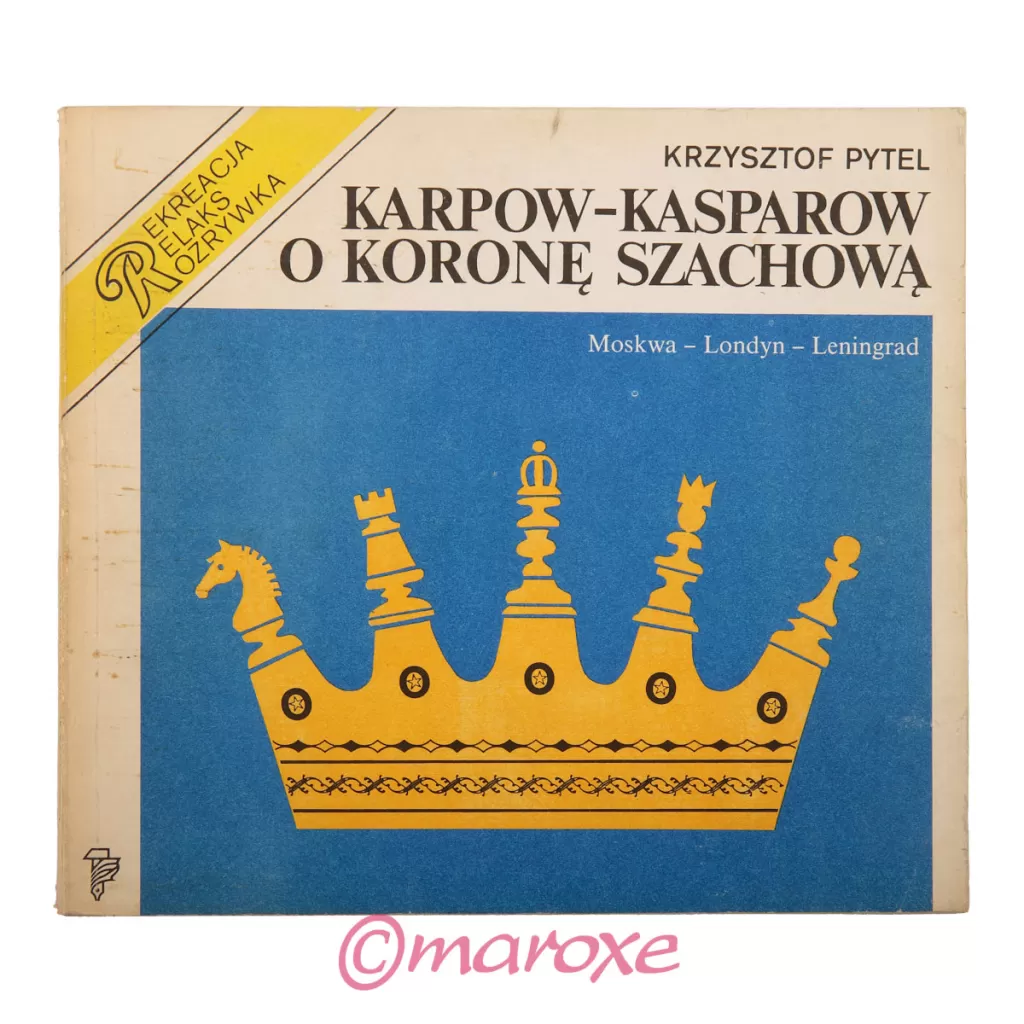 REKREACJA
RELAKS
ROZRYWKA
KRZYSZTOF PYTEL
KARPOW-KASPAROW
O KORONĘ SZACHOWĄ
Moskwa – Londyn – Leningrad
©maroxe